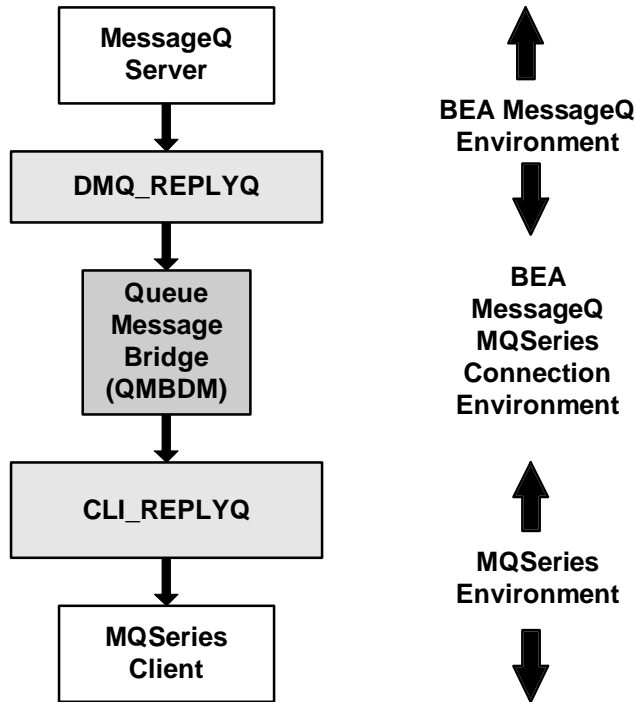 MessageQ
Server
DMQ_REPLYQ
Queue
Message
Bridge
(QMBDM)
CLI_REPLYQ
MQSeries
Client
BEA MessageQ
Environment
BEA
MessageQ
MQSeries
Connection
Environment
MQSeries
Environment